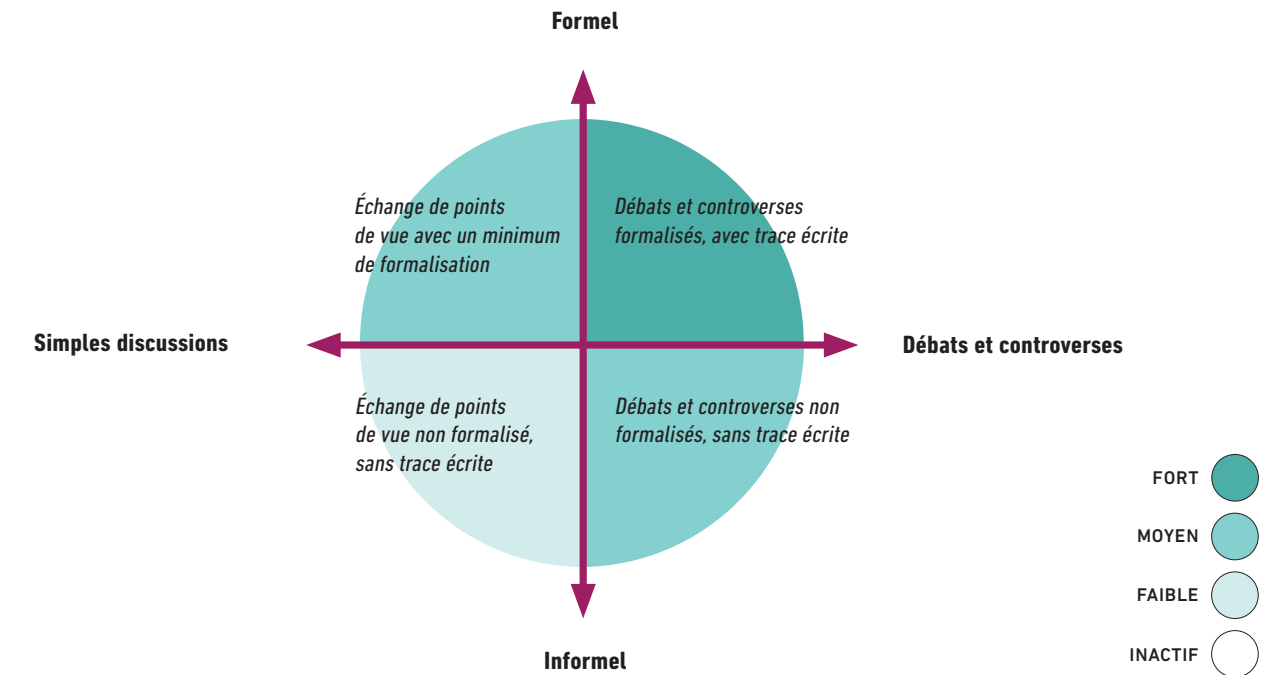 Formel
Échange de points
de vue avec un minimum
de formalisation
Débats et controverses
formalisés, avec trace écrite
Simples discussions
Débats et controverses
Échange de points
de vue non formalisé,
sans trace écrite
Débats et controverses non
formalisés, sans trace écrite
Informel
FORT
MOYEN
FAIBLE
INACTIF